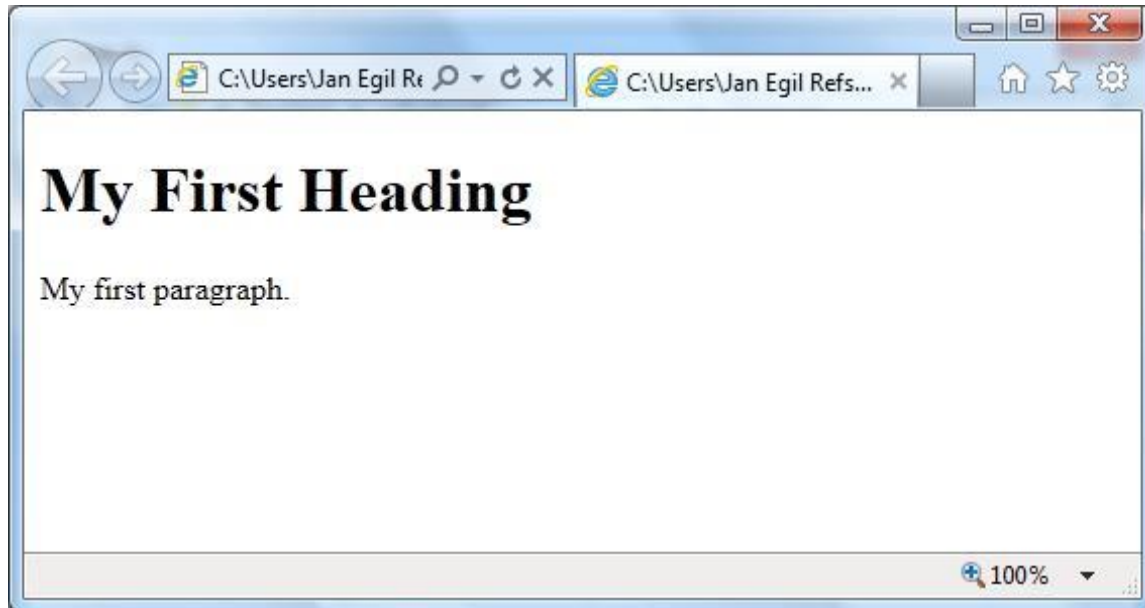 C:\Users\Jan Egil Re
C:\Users\Jan Egil Refs...
My First Heading
My first paragraph.
100%